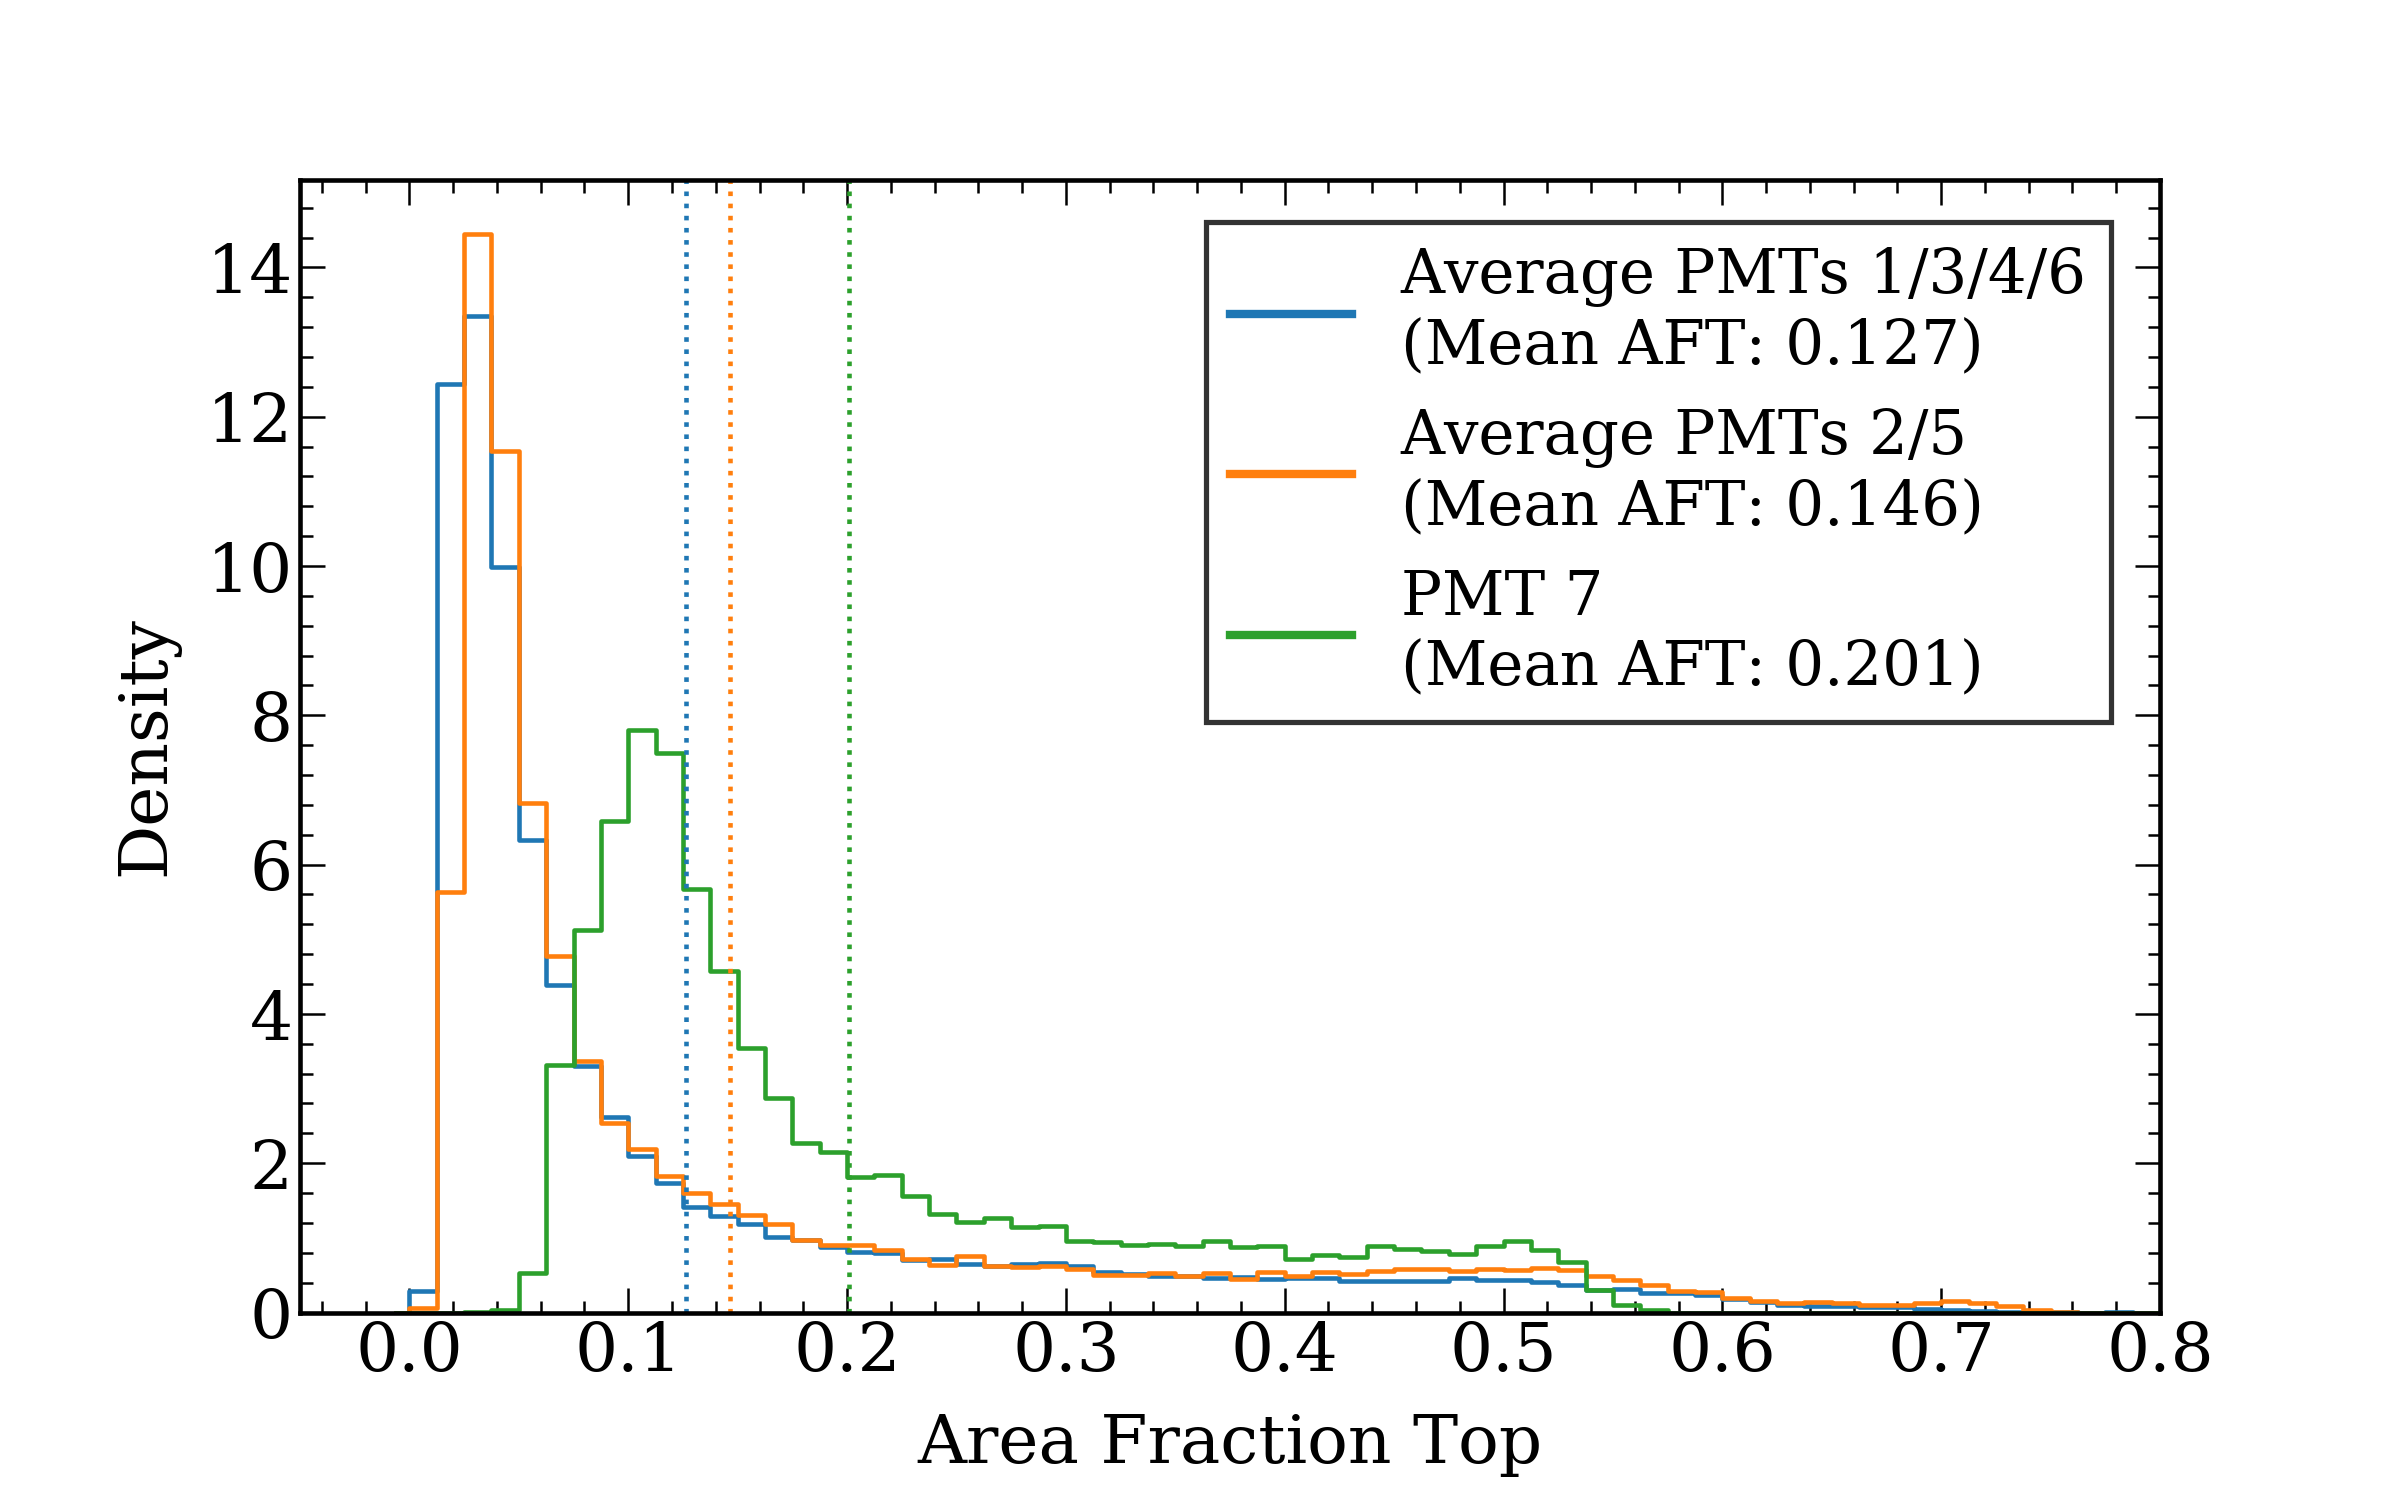 Average PMTs 1/3/4/6
(Mean AFT: 0.127)
Average PMTs 2/5
(Mean AFT: 0.146)
PMT 7
(Mean AFT: 0.201)
Density
14
12
10
8
6
4
2
0
0.0 0.1 0.2 0.3 0.4 0.5 0.6 0.7 0.8
Area Fraction Top